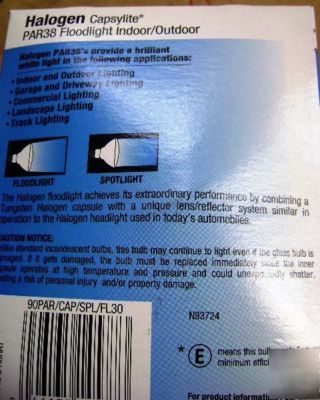 Halogen Capsylite®
PAR38 Floodlight Indoor/Outdoor
Halogen PAR38's provide a brilliant
white light in the following applications:
• Indoor and Outdoor Lighting
• Garage and Driveway Lighting
• Commercial Lighting
• Landscape Lighting
• Track Lighting
FLOODLIGHT SPOTLIGHT
The Halogen floodlight achieves its extraordinary performance by combining a
Tungsten Halogen capsule with a unique lens/reflector system similar in
operation to the Halogen headlight used in today's automobiles.
CAUTION NOTICE:
Unlike standard incandescent bulbs, this bulb may continue to light even if the glass bulb is
damaged. If it gets damaged, the bulb must be replaced immediately since the inner
capsule operates at high temperature and pressure and could unexpectedly shatter,
a risk of personal injury and/or property damage.
90PAR/CAP/SPL/FL30
N93724
* E means this bulb
minimum
For product